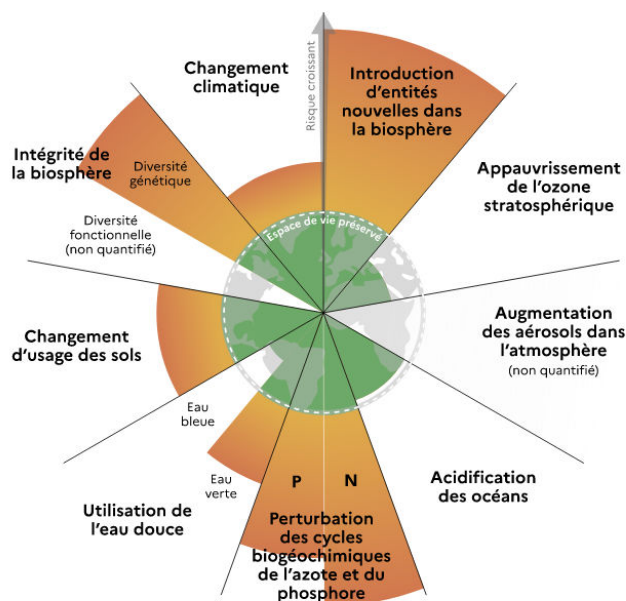 Changement
climatique
Risque croissant
Introduction
d'entités
nouvelles dans
la biosphère
Intégrité de
la biosphère
Diversité
génétique
Diversité
fonctionnelle
(non quantifié)
Appauvrissement
de l'ozone
stratosphérique
Espace de vie préservé
Changement
d'usage des sols
Augmentation
des aérosols dans
l'atmosphère
(non quantifié)
Eau
bleue
Eau
verte
Utilisation de
l'eau douce
P
N
Perturbation
des cycles
biogéochimiques
de l'azote et du
phosphore
Acidification
des océans